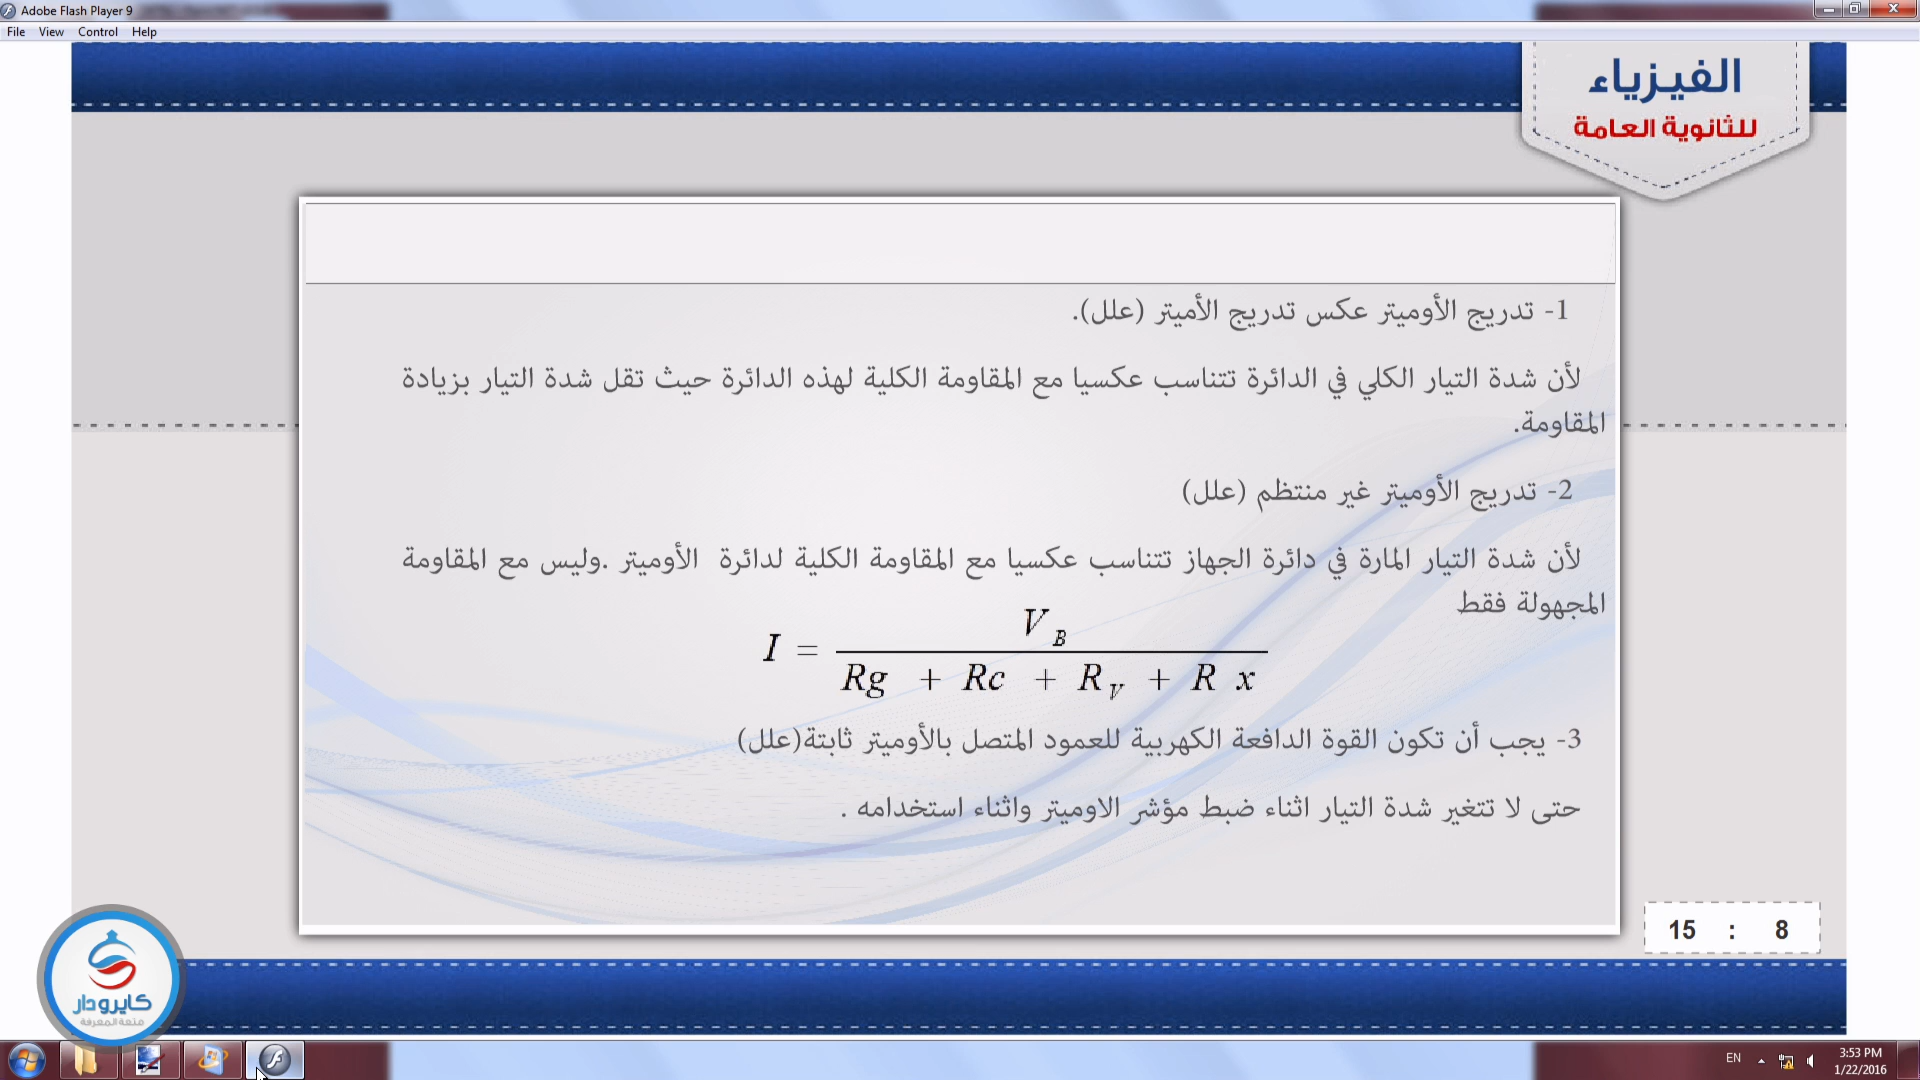 Adobe Flash Player 9
File View Control Help
الفيزياء
للثانوية العامة
1- تدريج الأوميتر عكس تدريج الأميتر (علل).
لأن شدة التيار الكلي في الدائرة تتناسب عكسيا مع المقاومة الكلية لهذه الدائرة حيث تقل شدة التيار بزيادة
المقاومة.
2- تدريج الأوميتر غير منتظم (علل)
لأن شدة التيار المارة في دائرة الجهاز تتناسب عكسيا مع المقاومة الكلية لدائرة الأوميتر .وليس مع المقاومة
المجهولة فقط
I = V_B / (Rg + Rc + R_V + R x)
3- يجب أن تكون القوة الدافعة الكهربية للعمود المتصل بالأوميتر ثابتة(علل)
حتى لا تتغير شدة التيار اثناء ضبط مؤشر الاوميتر واثناء استخدامه .
15 : 8
كايرودار
متعة المعرفة
EN
3:53 PM
1/22/2016